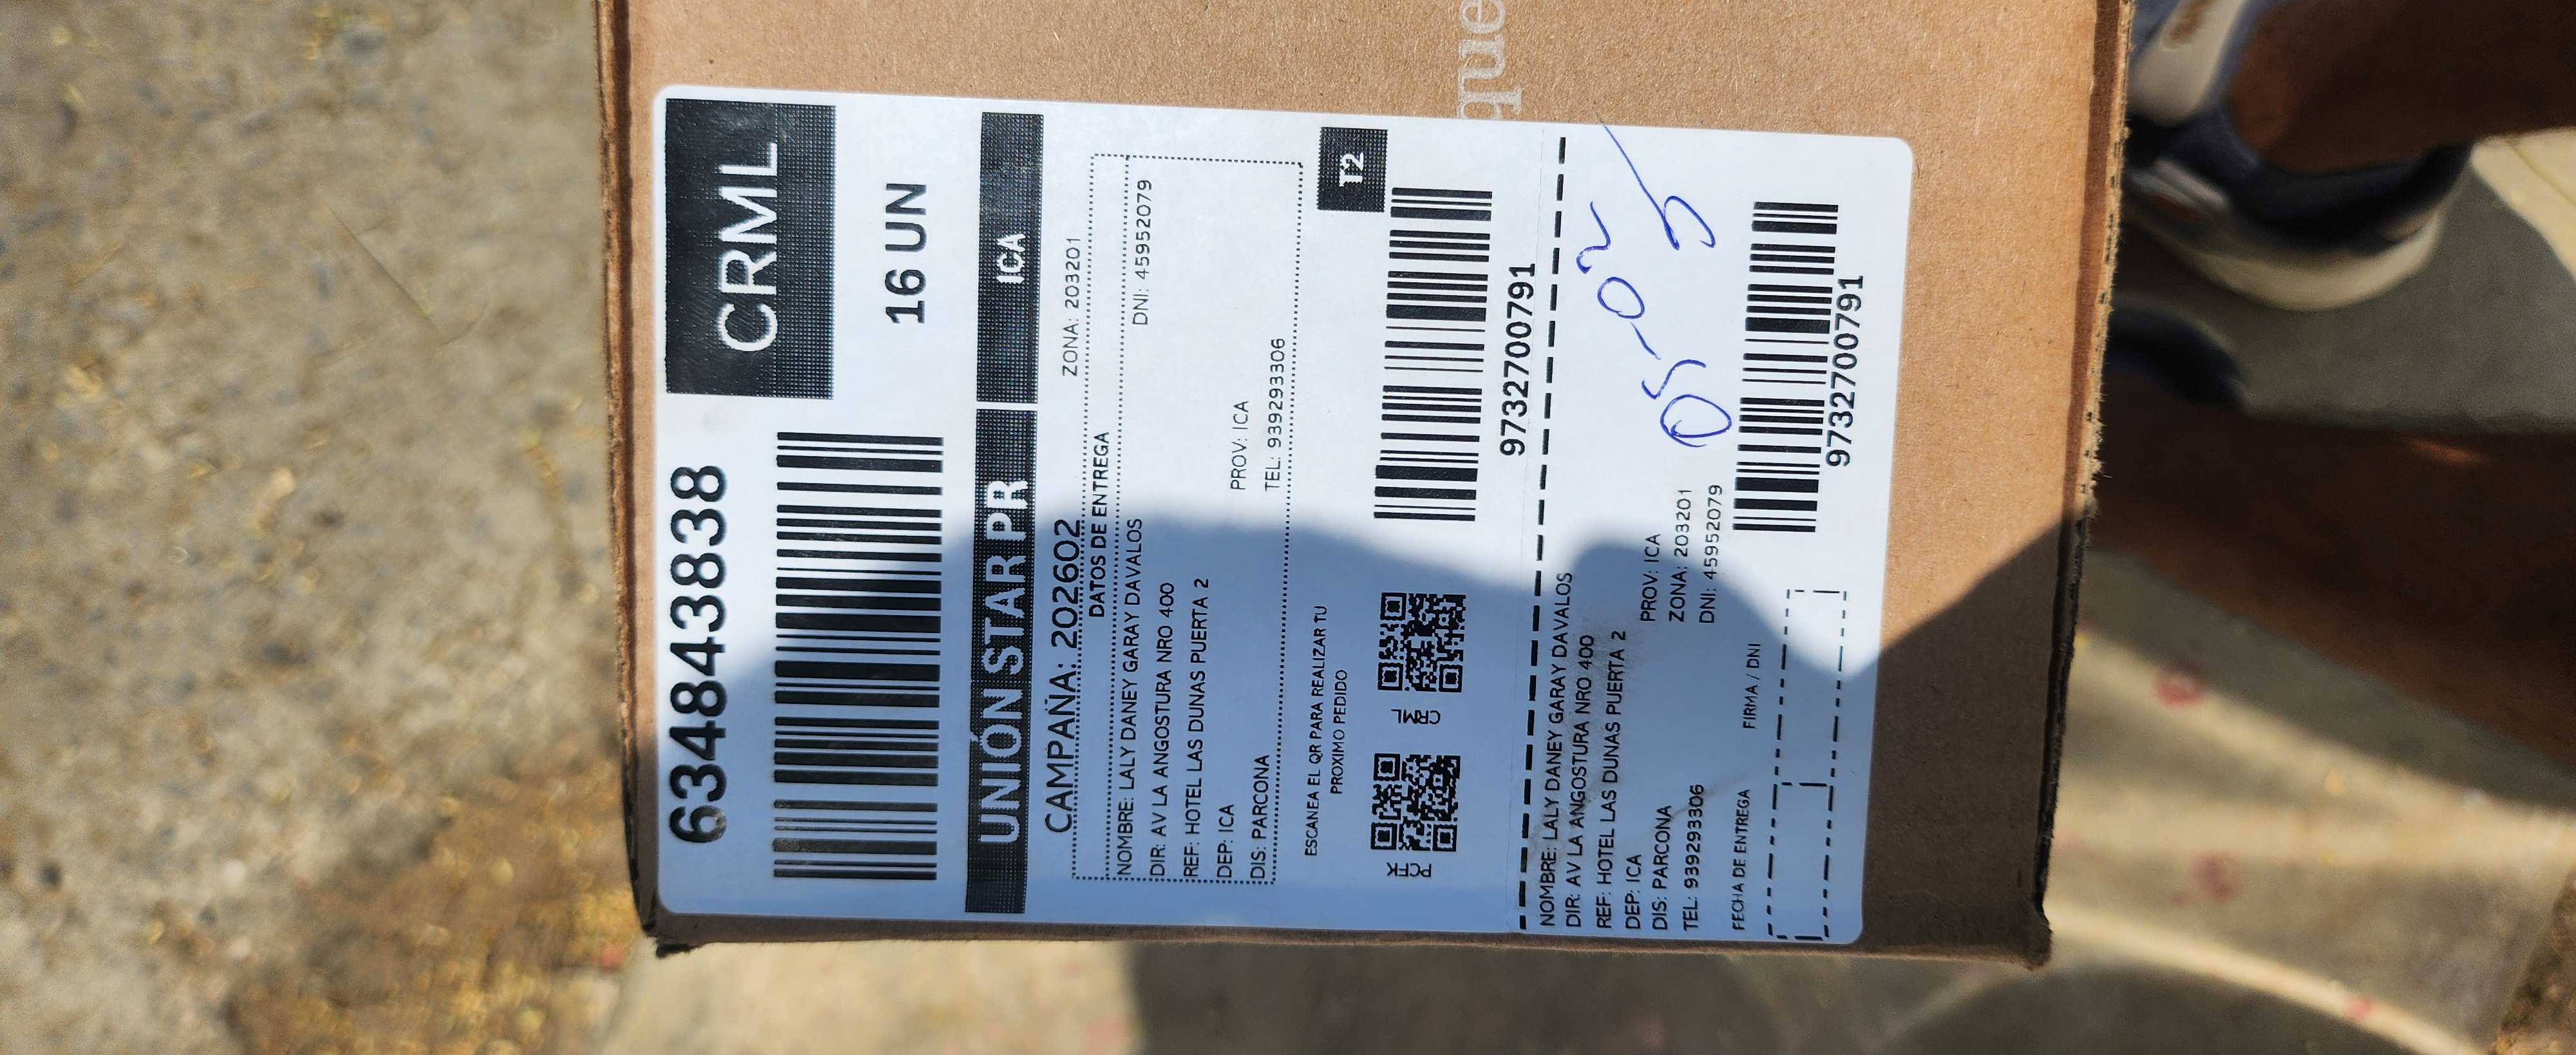 que
6348438​38
CRML
16 UN
UNIÓN STAR PR
ICA
CAMPAÑA: 202602
ZONA: 203201
DATOS DE ENTREGA
NOMBRE: LALY DANEY GARAY DAVALOS
DNI: 45952079
DIR: AV LA ANGOSTURA NRO 400
REF: HOTEL LAS DUNAS PUERTA 2
DEP: ICA
PROV: ICA
DIS: PARCONA
TEL: 939293306
ESCANEA EL QR PARA REALIZAR TU
PROXIMO PEDIDO
T2
CRML
9732700791
NOMBRE: LALY DANEY GARAY DAVALOS
DIR: AV LA ANGOSTURA NRO 400
REF: HOTEL LAS DUNAS PUERTA 2
DEP: ICA
PROV: ICA
DIS: PARCONA
ZONA: 203201
TEL: 939293306
DNI: 45952079
05-02
FECHA DE ENTREGA
FIRMA / DNI
9732700791